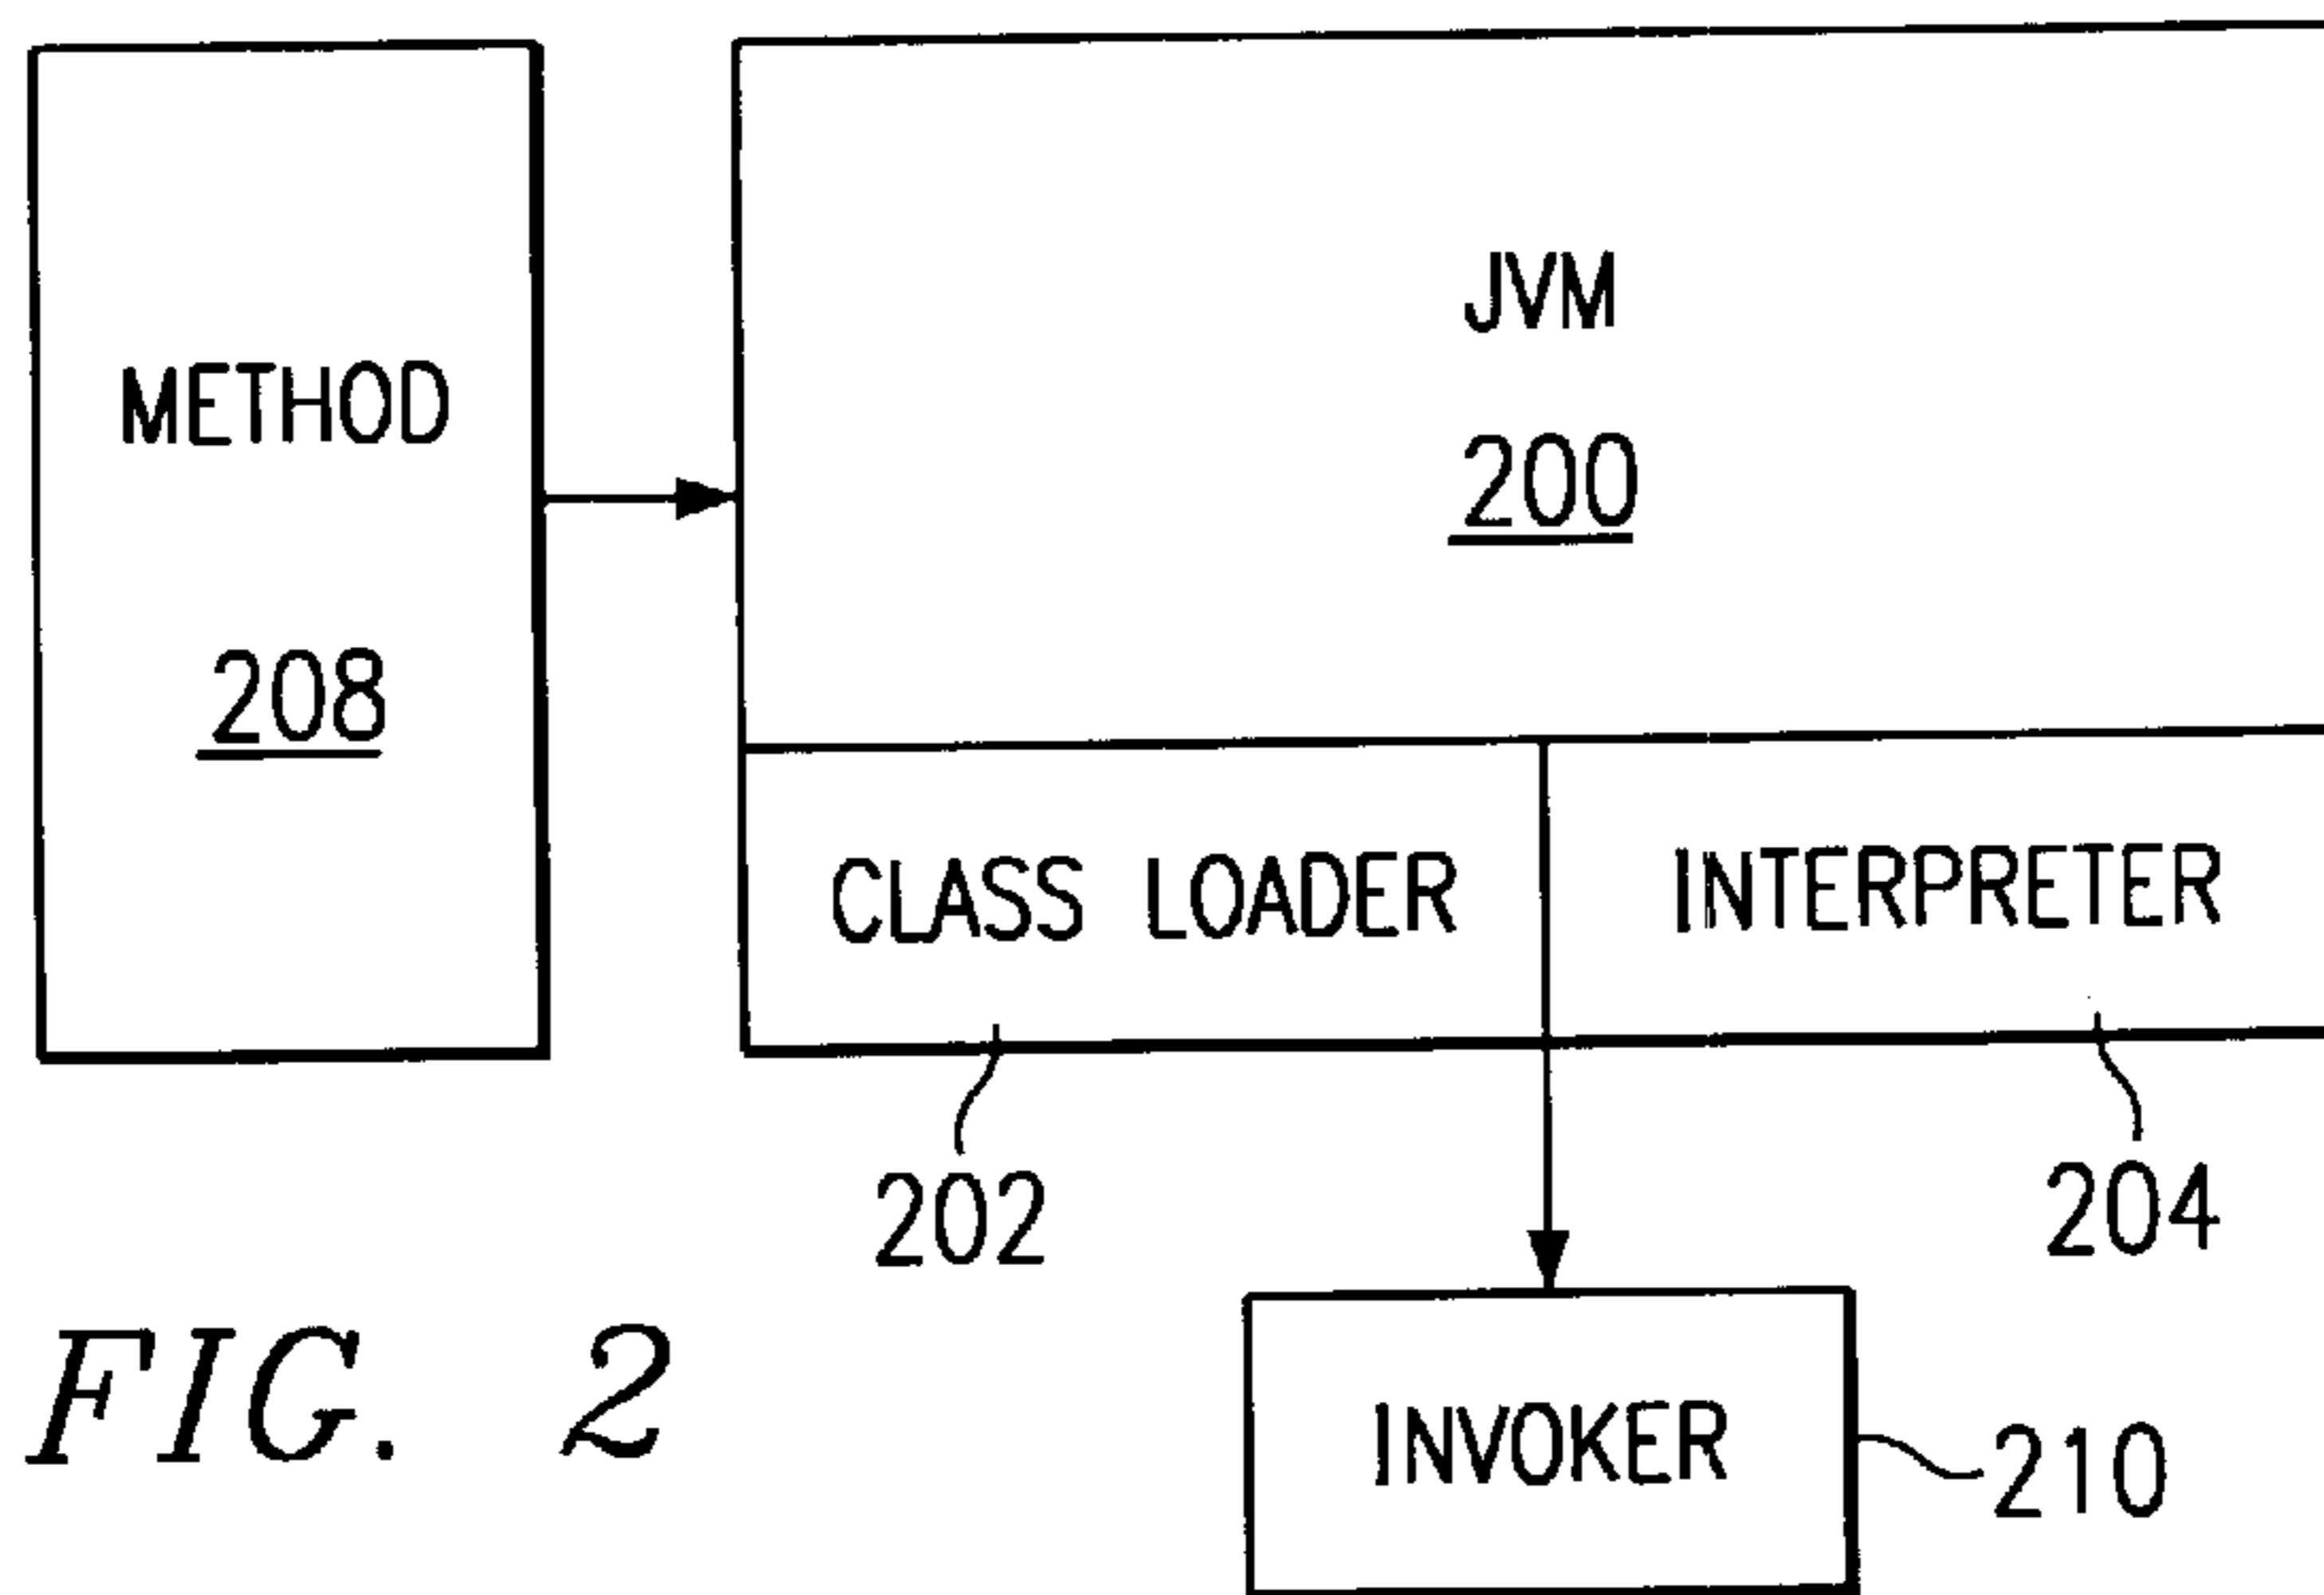 METHOD
208
JVM
200
CLASS LOADER
INTERPRETER
202
204
INVOKER
210
FIG. 2